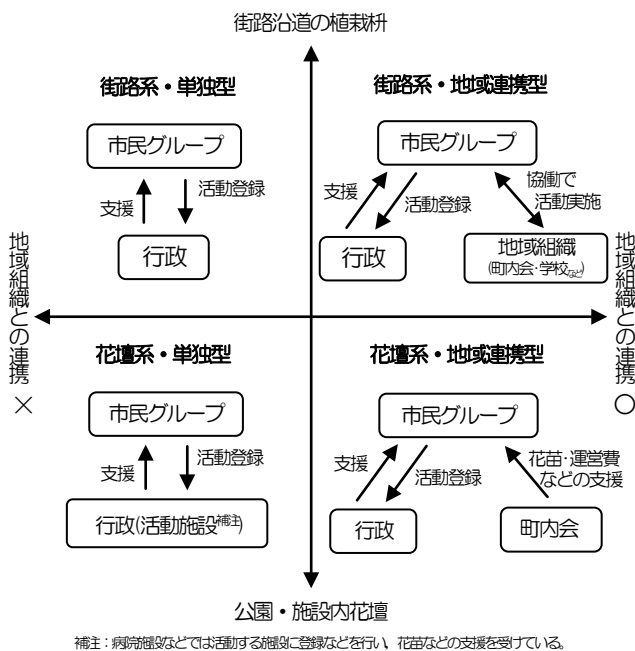 街路沿道の植栽枡
街路系・単独型
市民グループ
支援
活動登録
行政
街路系・地域連携型
市民グループ
支援
活動登録
協働で
活動実施
行政
地域組織
(町内会・学校など)
地域組織との連携 ×
地域組織との連携 ○
花壇系・単独型
市民グループ
支援
活動登録
行政(活動施設補注)
花壇系・地域連携型
市民グループ
支援
活動登録
花苗・運営費
などの支援
行政
町内会
公園・施設内花壇
補注：病院施設などでは活動する施設に登録などを行い、花苗などの支援を受けている。